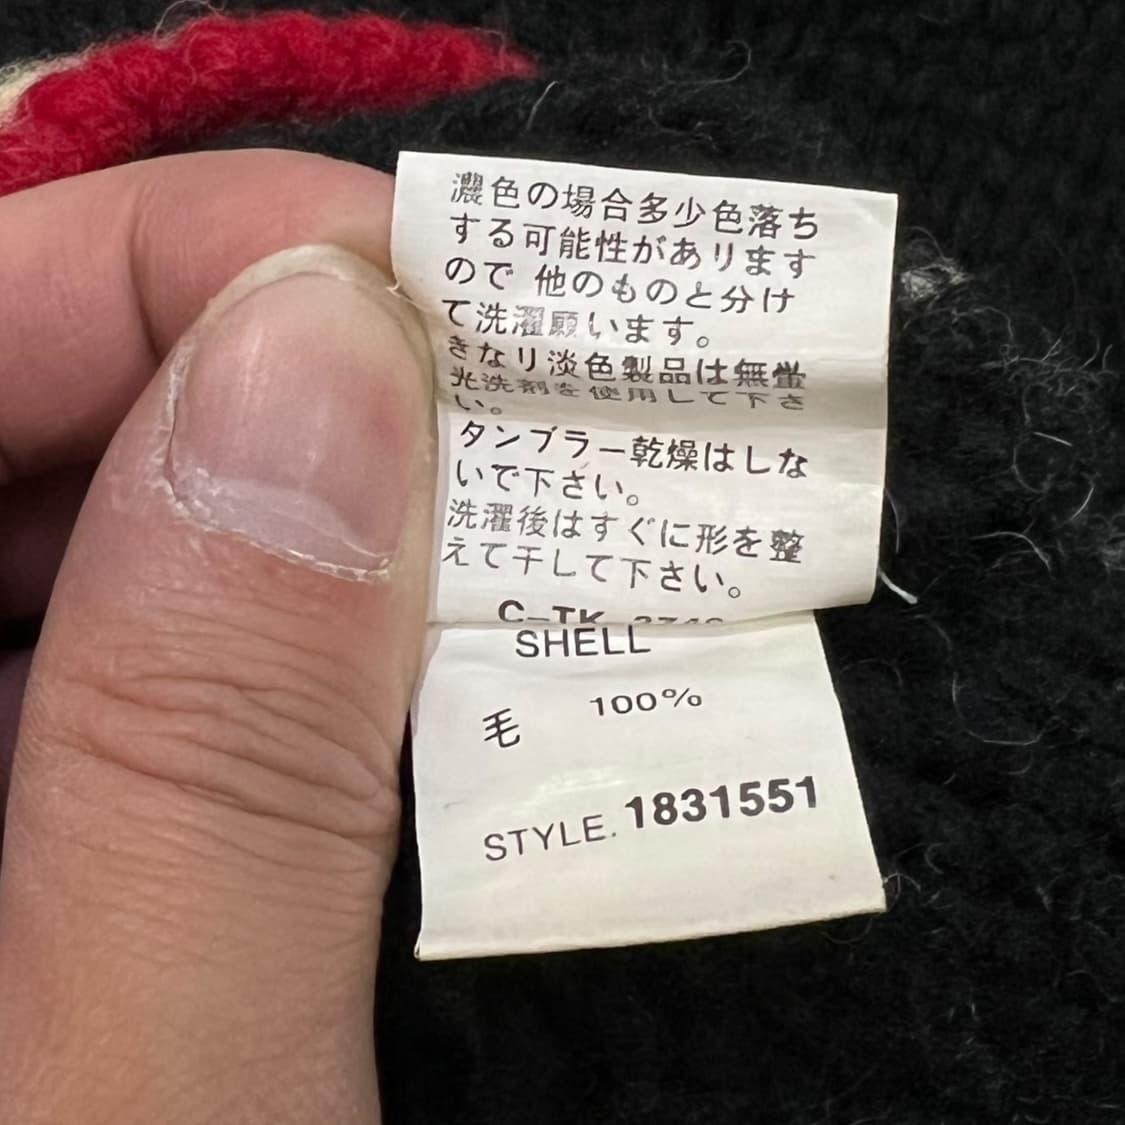 濃色の場合多少色落ち
する可能性があります
ので 他のものと分け
て洗濯願います。
きなり淡色製品は無蛍
光洗剤を使用して下さ
い。
タンブラー乾燥はしな
いで下さい。
洗濯後はすぐに形を整
えて干して下さい。
C-TK
SHELL
毛 100%
STYLE. 1831551